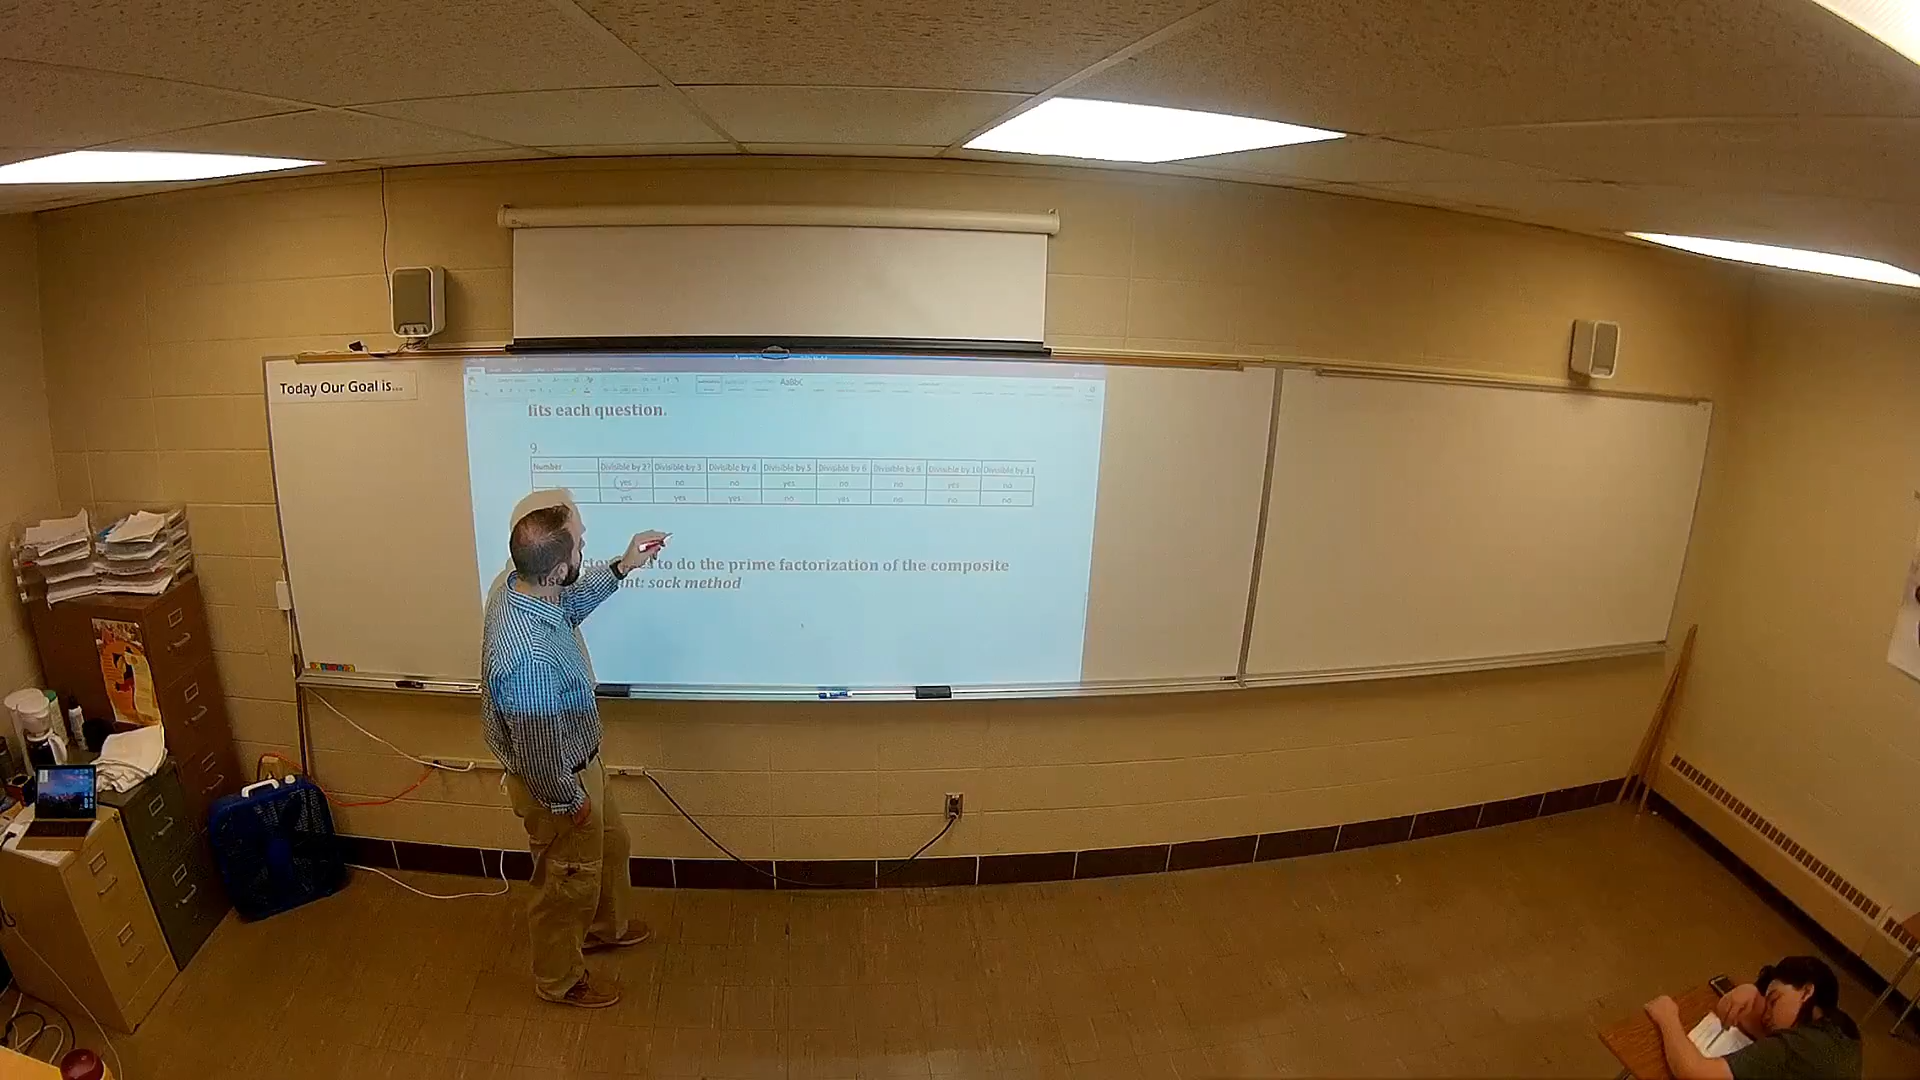 Today Our Goal is...
AaBbC
fits each question.
9.
Number Divisible by 2? Divisible by 3 Divisible by 4 Divisible by 5 Divisible by 6 Divisible by 9 Divisible by 10 Divisible by 11
yes no no yes no no yes no
yes yes yes no yes no no no
to do the prime factorization of the composite
Use int: sock method